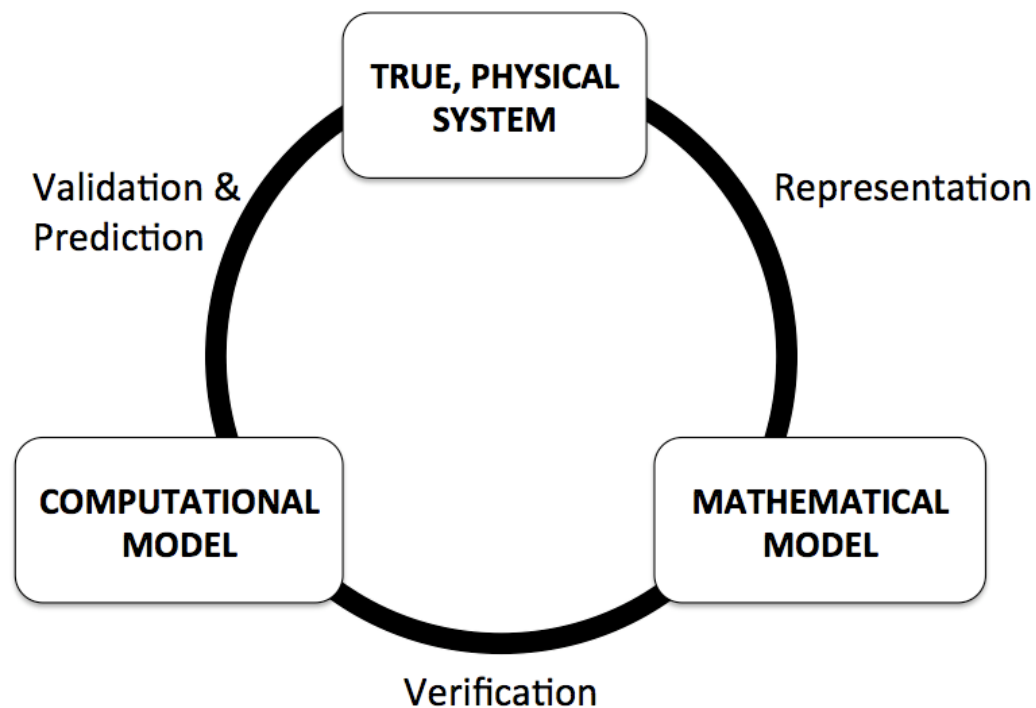 TRUE, PHYSICAL
SYSTEM
Validation &
Prediction
Representation
COMPUTATIONAL
MODEL
MATHEMATICAL
MODEL
Verification